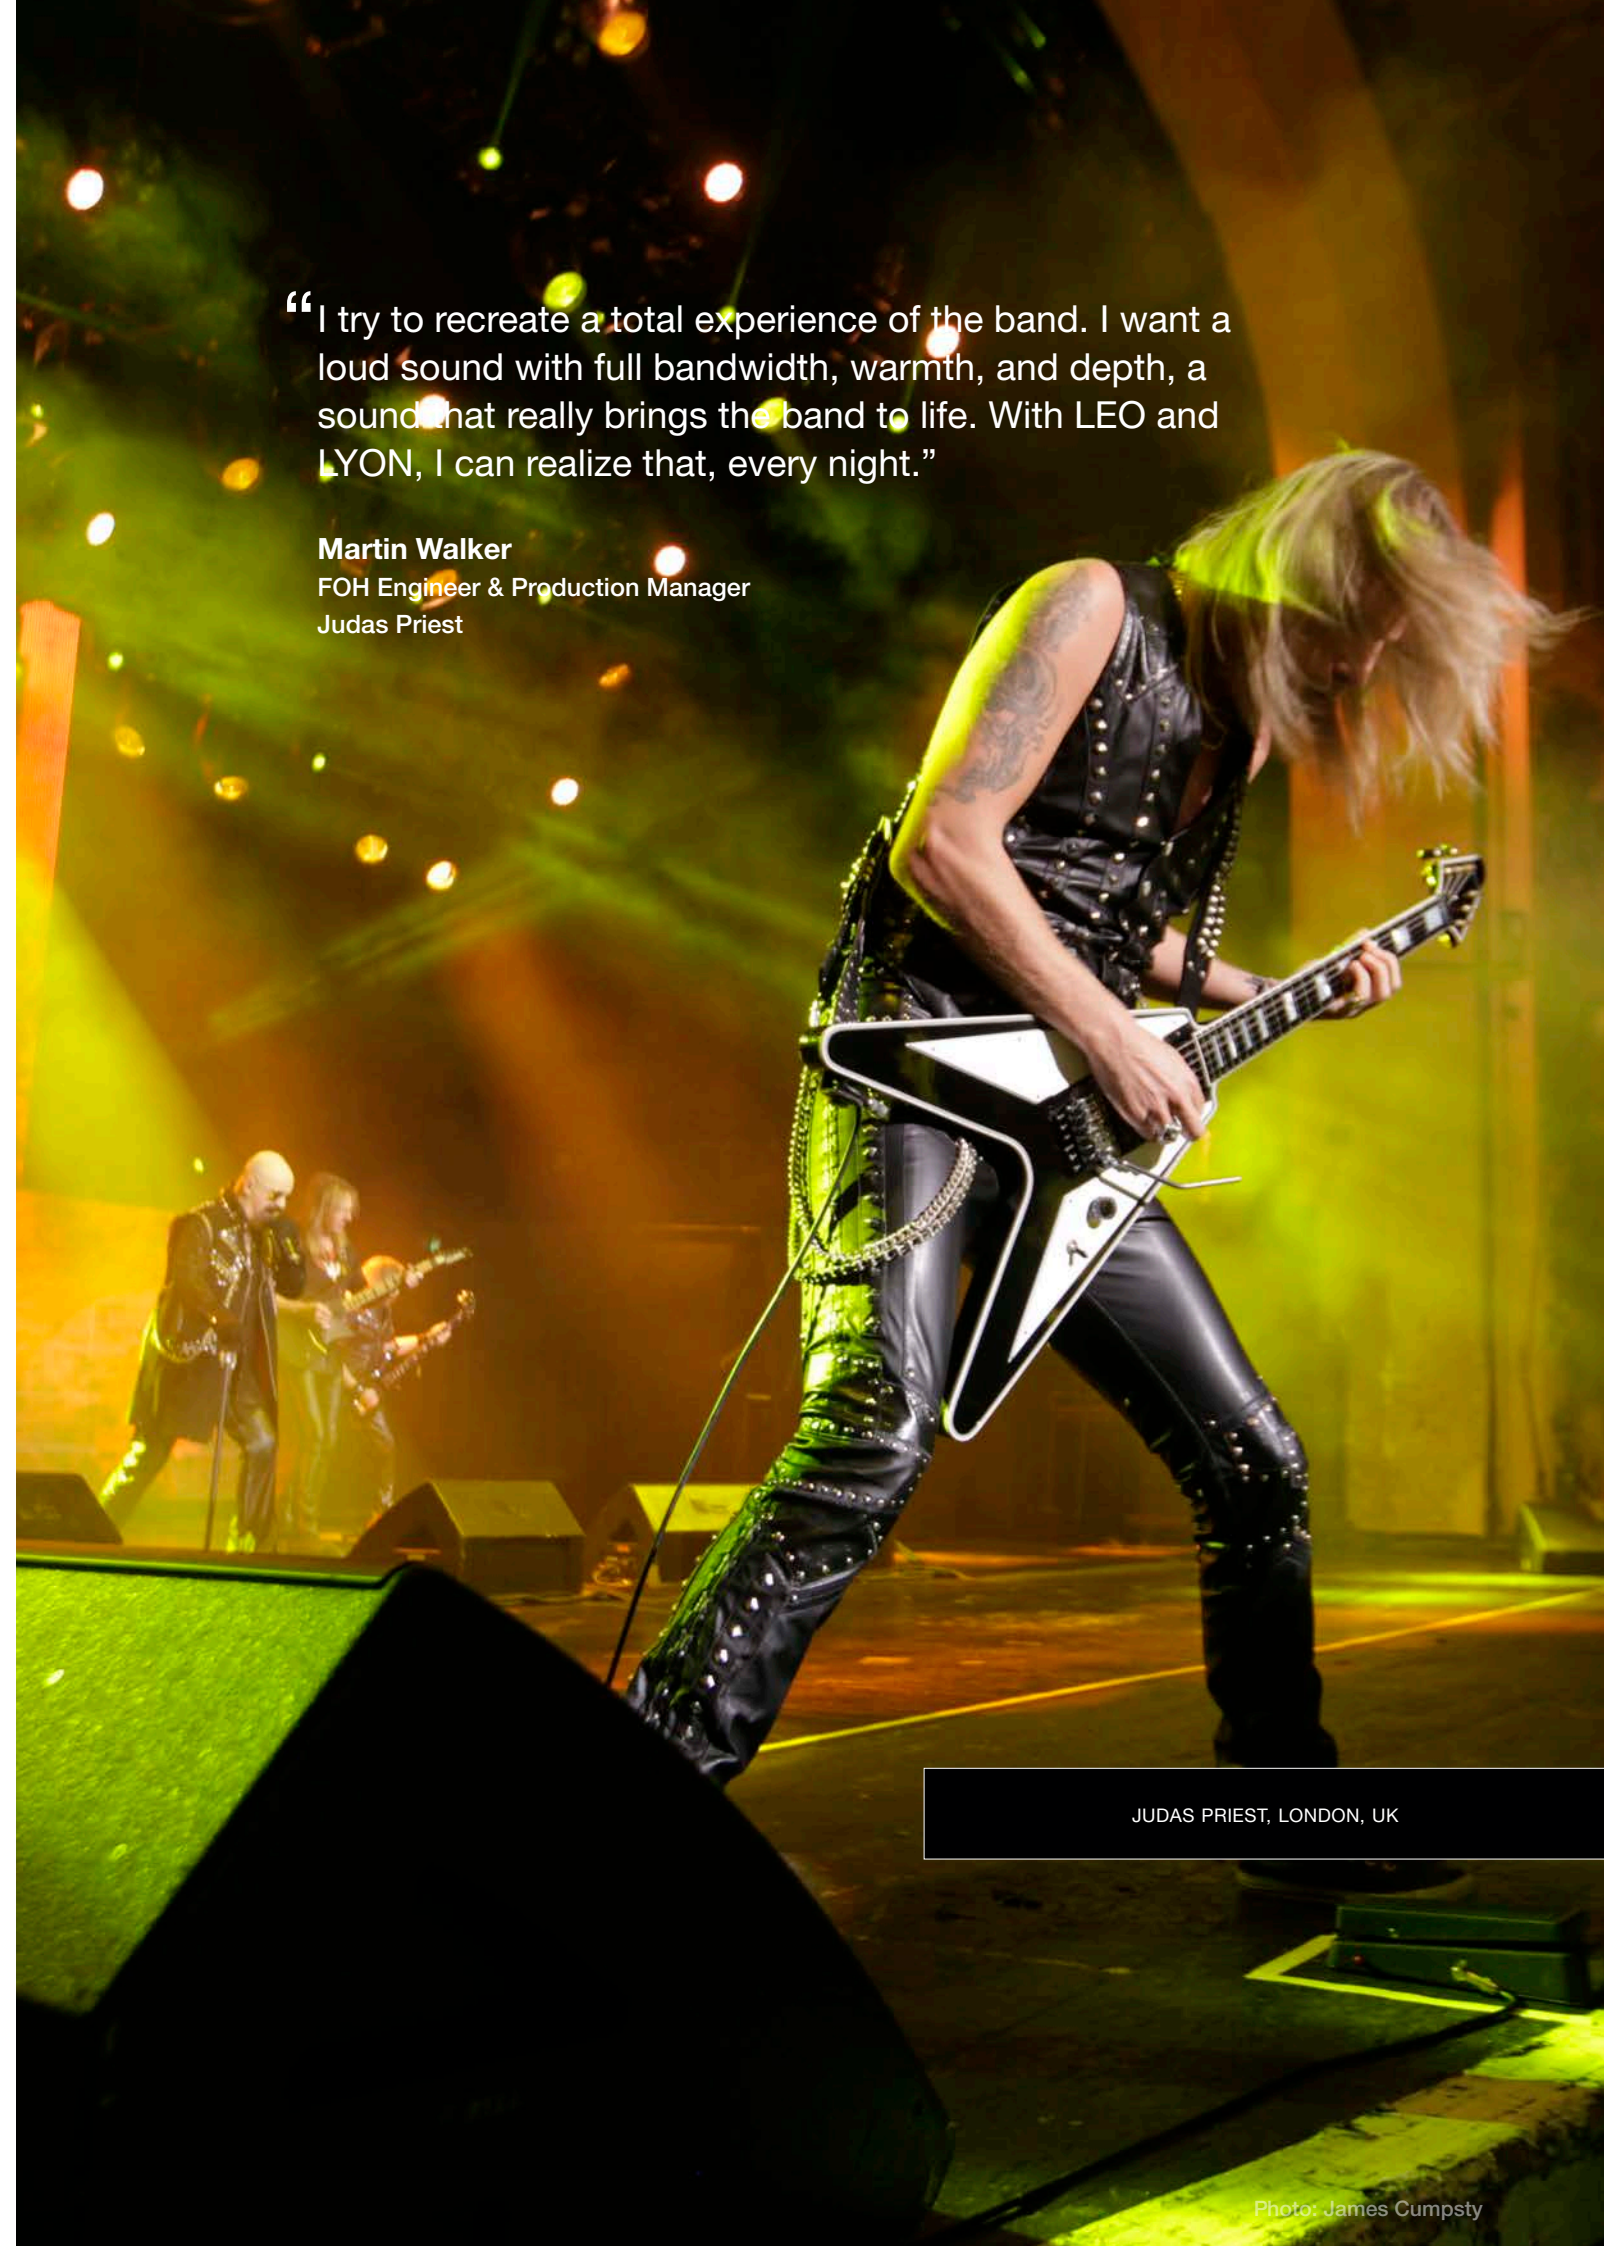 “I try to recreate a total experience of the band. I want a
loud sound with full bandwidth, warmth, and depth, a
sound that really brings the band to life. With LEO and
LYON, I can realize that, every night.”
Martin Walker
FOH Engineer & Production Manager
Judas Priest
JUDAS PRIEST, LONDON, UK
Photo: James Cumpsty